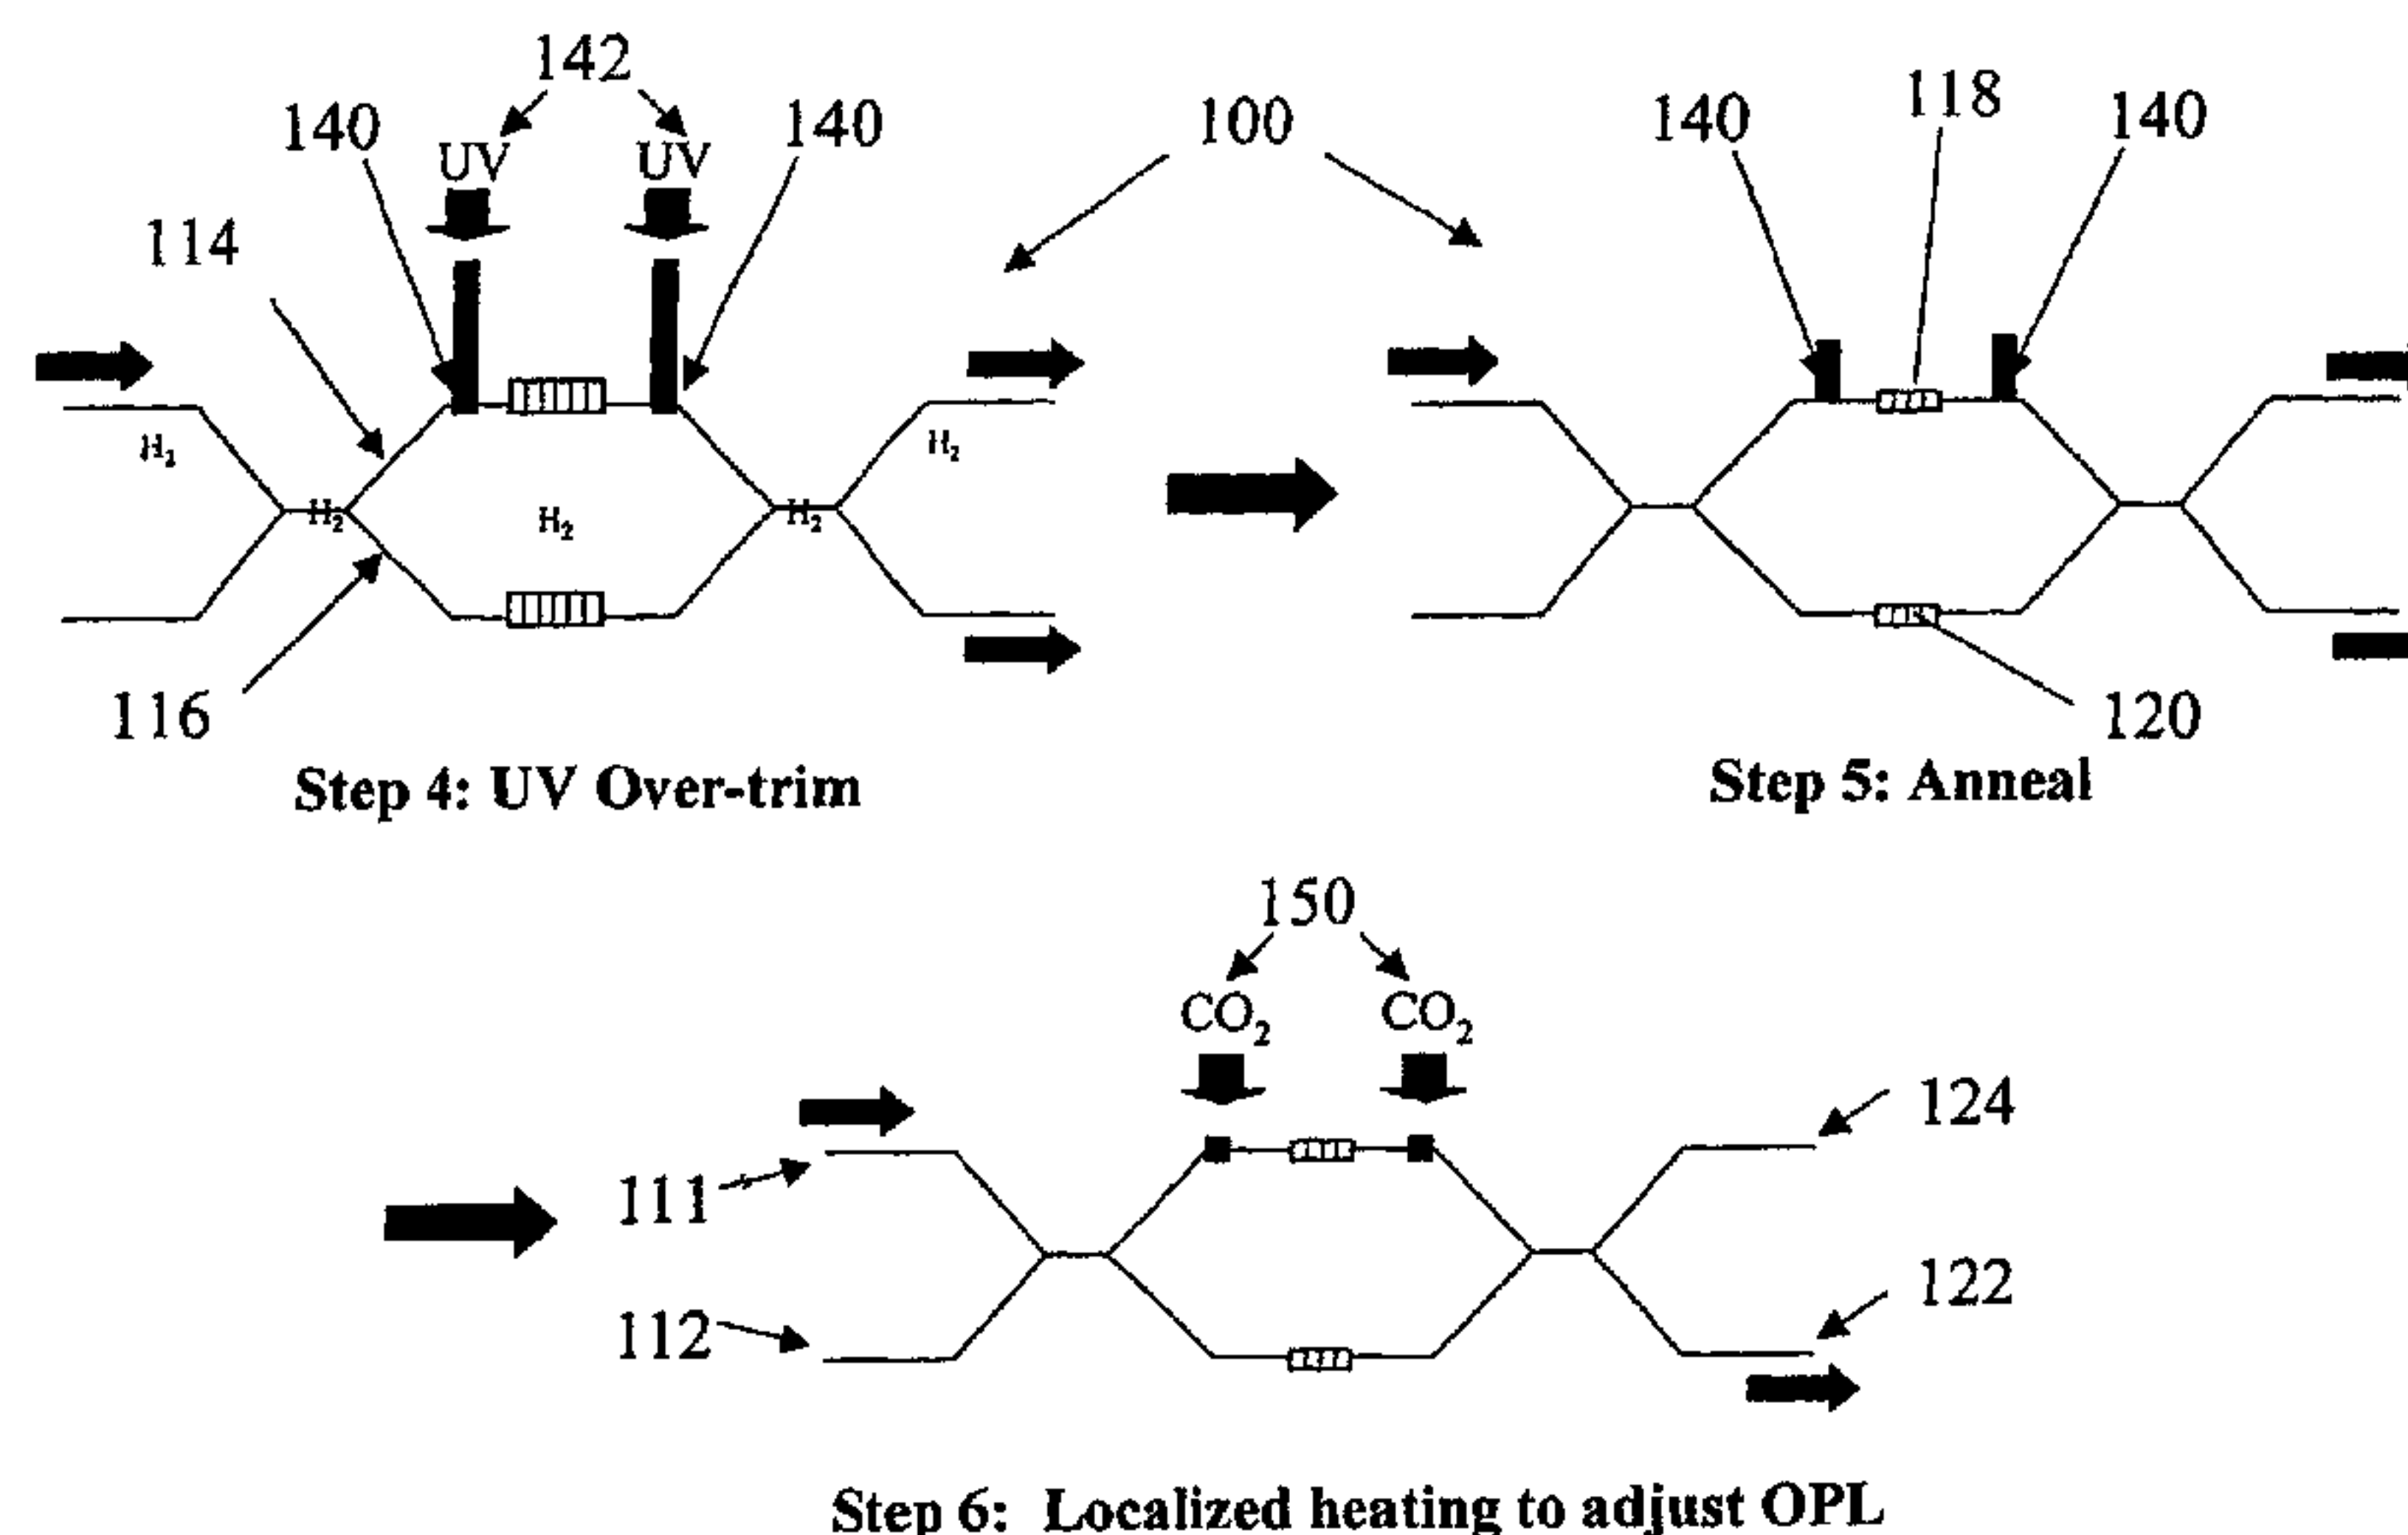 142
140
UV
UV
140
100
140
118
140
114
H2
H2
H2
H2
H2
116
120
Step 4: UV Over-trim
Step 5: Anneal
150
CO2
CO2
124
111
122
112
Step 6: Localized heating to adjust OPL